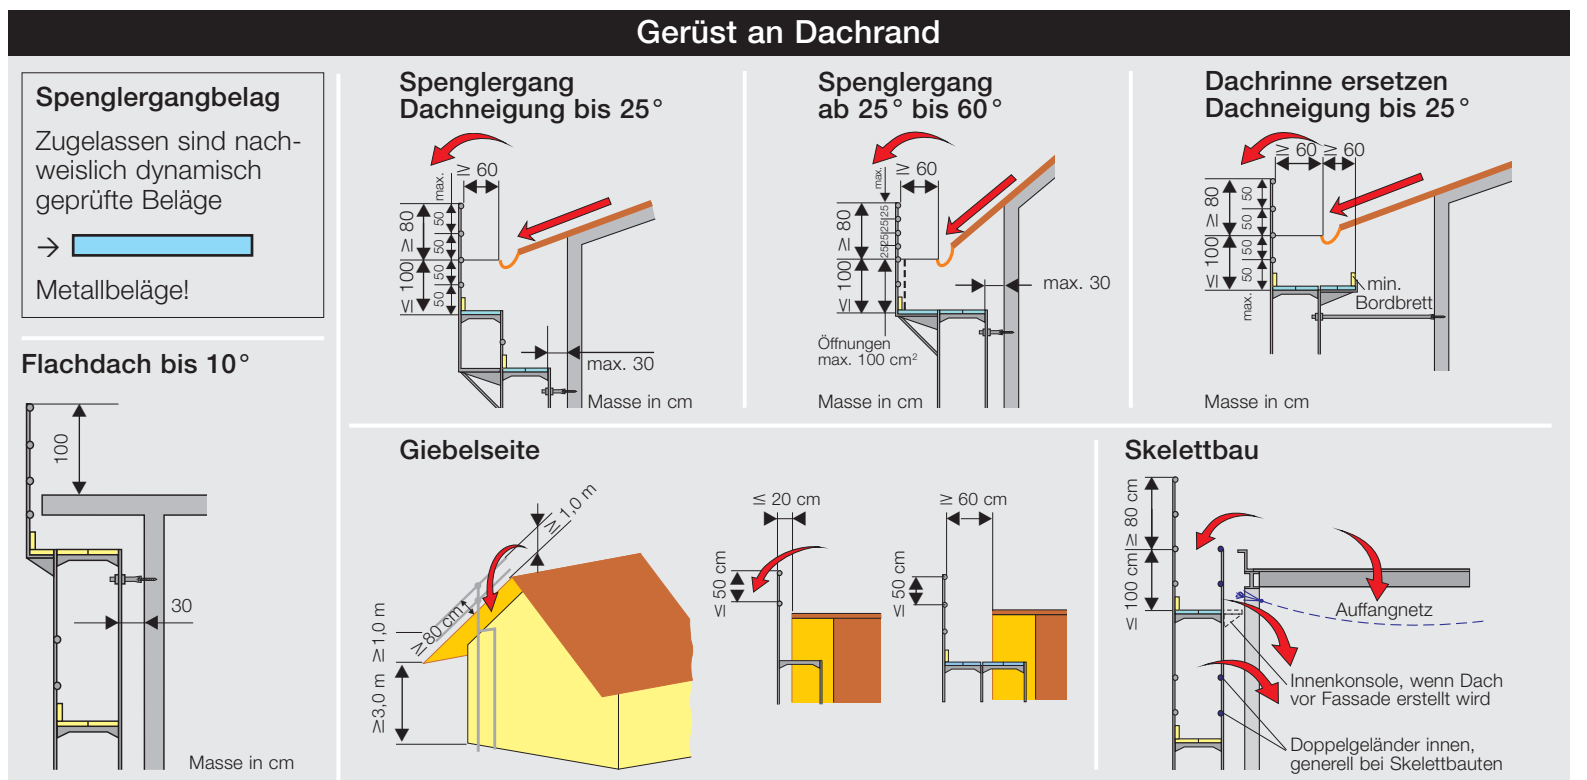 Gerüst an Dachrand
Spenglergangbelag
Zugelassen sind nach-
weislich dynamisch
geprüfte Beläge
→
Metallbeläge!
Flachdach bis 10°
100
30
Masse in cm
Spenglergang
Dachneigung bis 25°
≥ 60
max.
50
50
50
50
≥ 80
≤ 100
max. 30
Masse in cm
Spenglergang
ab 25° bis 60°
≥ 60
max.
25
25
25
25
≥ 80
≤ 100
max. 30
Öffnungen
max. 100 cm²
Masse in cm
Dachrinne ersetzen
Dachneigung bis 25°
≥ 60
≥ 60
50
50
50
50
max.
≥ 80
≤ 100
min.
Bordbrett
Masse in cm
Giebelseite
≤ 1,0 m
≥80 cm
≥1,0 m
≥3,0 m
≤ 20 cm
≤ 50 cm
≥ 60 cm
≤ 50 cm
Skelettbau
≥ 80 cm
≤ 100 cm
Auffangnetz
Innenkonsole, wenn Dach
vor Fassade erstellt wird
Doppelgeländer innen,
generell bei Skelettbauten